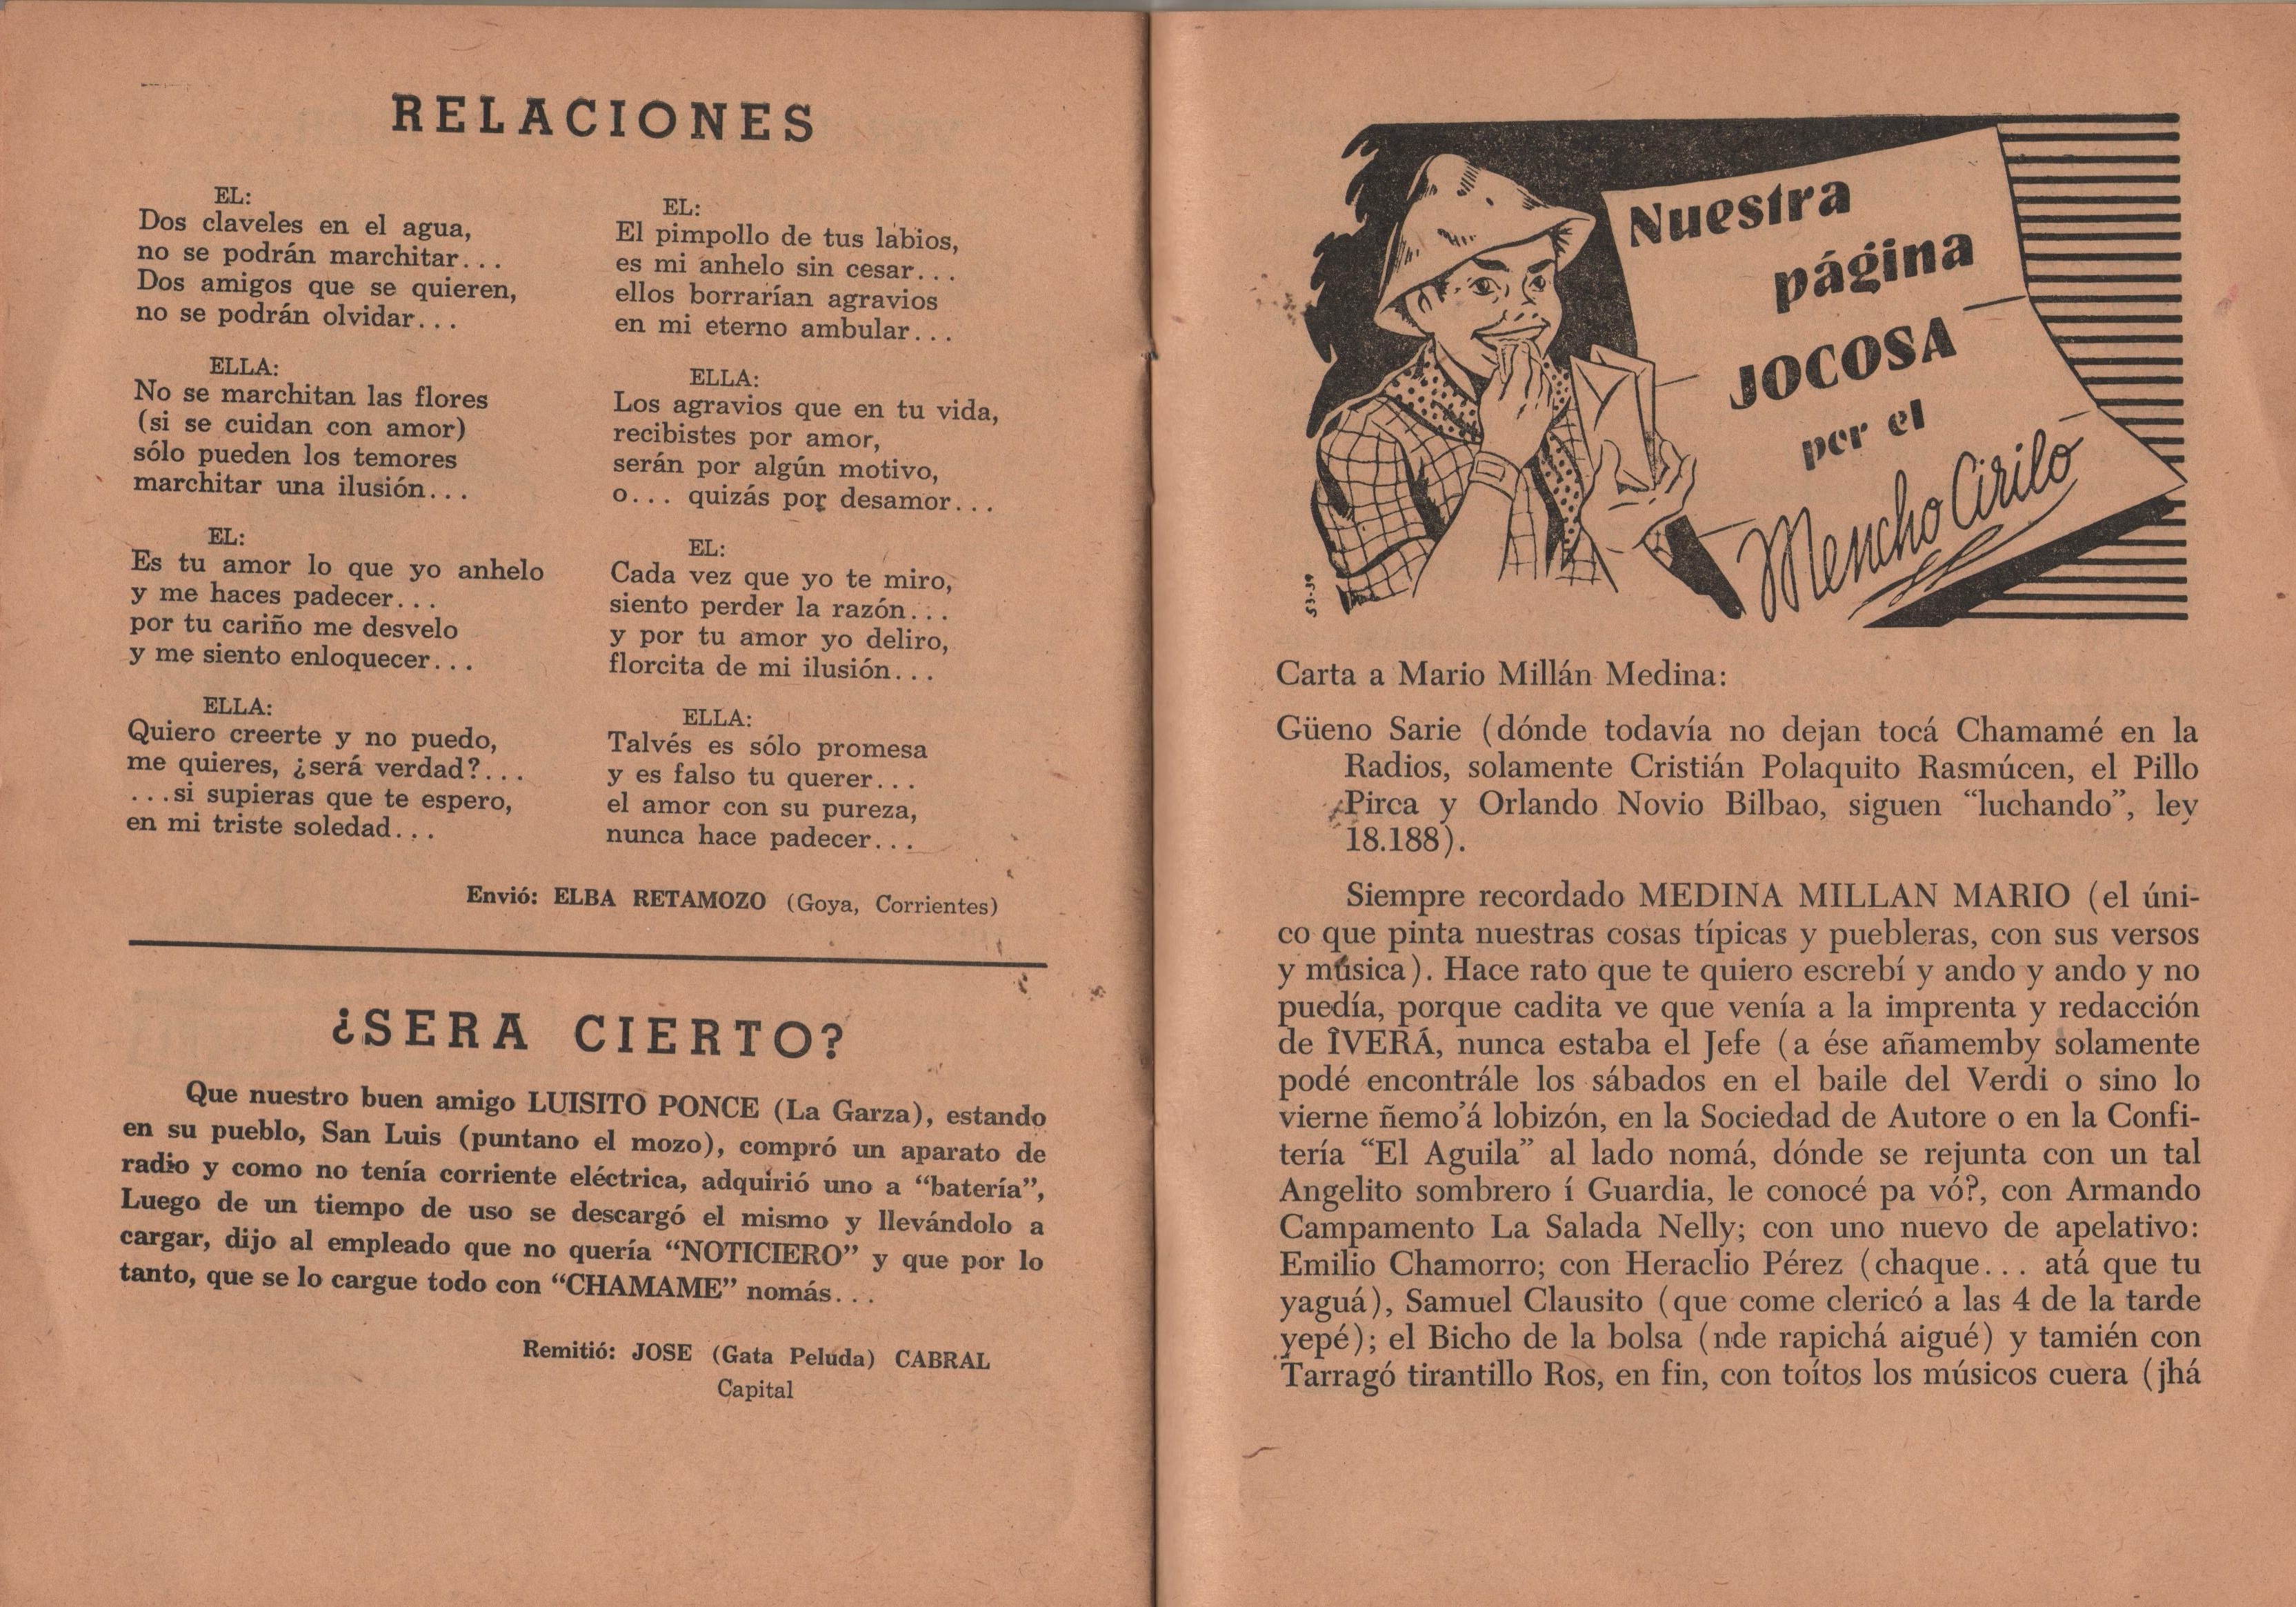 RELACIONES
EL:
Dos claveles en el agua,
no se podrán marchitar...
Dos amigos que se quieren,
no se podrán olvidar...
ELLA:
No se marchitan las flores
(si se cuidan con amor)
sólo pueden los temores
marchitar una ilusión...
EL:
Es tu amor lo que yo anhelo
y me haces padecer...
por tu cariño me desvelo
y me siento enloquecer...
ELLA:
Quiero creerte y no puedo,
me quieres, ¿será verdad?...
...si supieras que te espero,
en mi triste soledad...
EL:
El pimpollo de tus labios,
es mi anhelo sin cesar...
ellos borrarían agravios
en mi eterno ambular...
ELLA:
Los agravios que en tu vida,
recibistes por amor,
serán por algún motivo,
o... quizás por desamor...
EL:
Cada vez que yo te miro,
siento perder la razón...
y por tu amor yo deliro,
florcita de mi ilusión...
ELLA:
Talvés es sólo promesa
y es falso tu querer...
el amor con su pureza,
nunca hace padecer...
Envió: ELBA RETAMOZO (Goya, Corrientes)
¿SERA CIERTO?
Que nuestro buen amigo LUISITO PONCE (La Garza), estando
en su pueblo, San Luis (puntano el mozo), compró un aparato de
radio y como no tenía corriente eléctrica, adquirió uno a “batería”,
Luego de un tiempo de uso se descargó el mismo y llevándolo a
cargar, dijo al empleado que no quería “NOTICIERO” y que por lo
tanto, que se lo cargue todo con “CHAMAME” nomás...
Remitió: JOSE (Gata Peluda) CABRAL
Capital
Nuestra
página
JOCOSA
por el
Mencho Cirilo
53-39
Carta a Mario Millán Medina:
Güeno Sarie (dónde todavía no dejan tocá Chamamé en la
Radios, solamente Cristián Polaquito Rasmúcen, el Pillo
Pirca y Orlando Novio Bilbao, siguen “luchando”, ley
18.188).
Siempre recordado MEDINA MILLAN MARIO (el úni-
co que pinta nuestras cosas típicas y puebleras, con sus versos
y música). Hace rato que te quiero escrebí y ando y ando y no
puedía, porque cadita ve que venía a la imprenta y redacción
de ÎVERÁ, nunca estaba el Jefe (a ése añamemby solamente
podé encontrále los sábados en el baile del Verdi o sino lo
vierne ñemo’á lobizón, en la Sociedad de Autore o en la Confi-
tería “El Aguila” al lado nomá, dónde se rejunta con un tal
Angelito sombrero í Guardia, le conocé pa vó?, con Armando
Campamento La Salada Nelly; con uno nuevo de apelativo:
Emilio Chamorro; con Heraclio Pérez (chaque... atá que tu
yaguá), Samuel Clausito (que come clericó a las 4 de la tarde
yepé); el Bicho de la bolsa (nde rapichá aigué) y tamién con
Tarragó tirantillo Ros, en fin, con toítos los músicos cuera (jhá